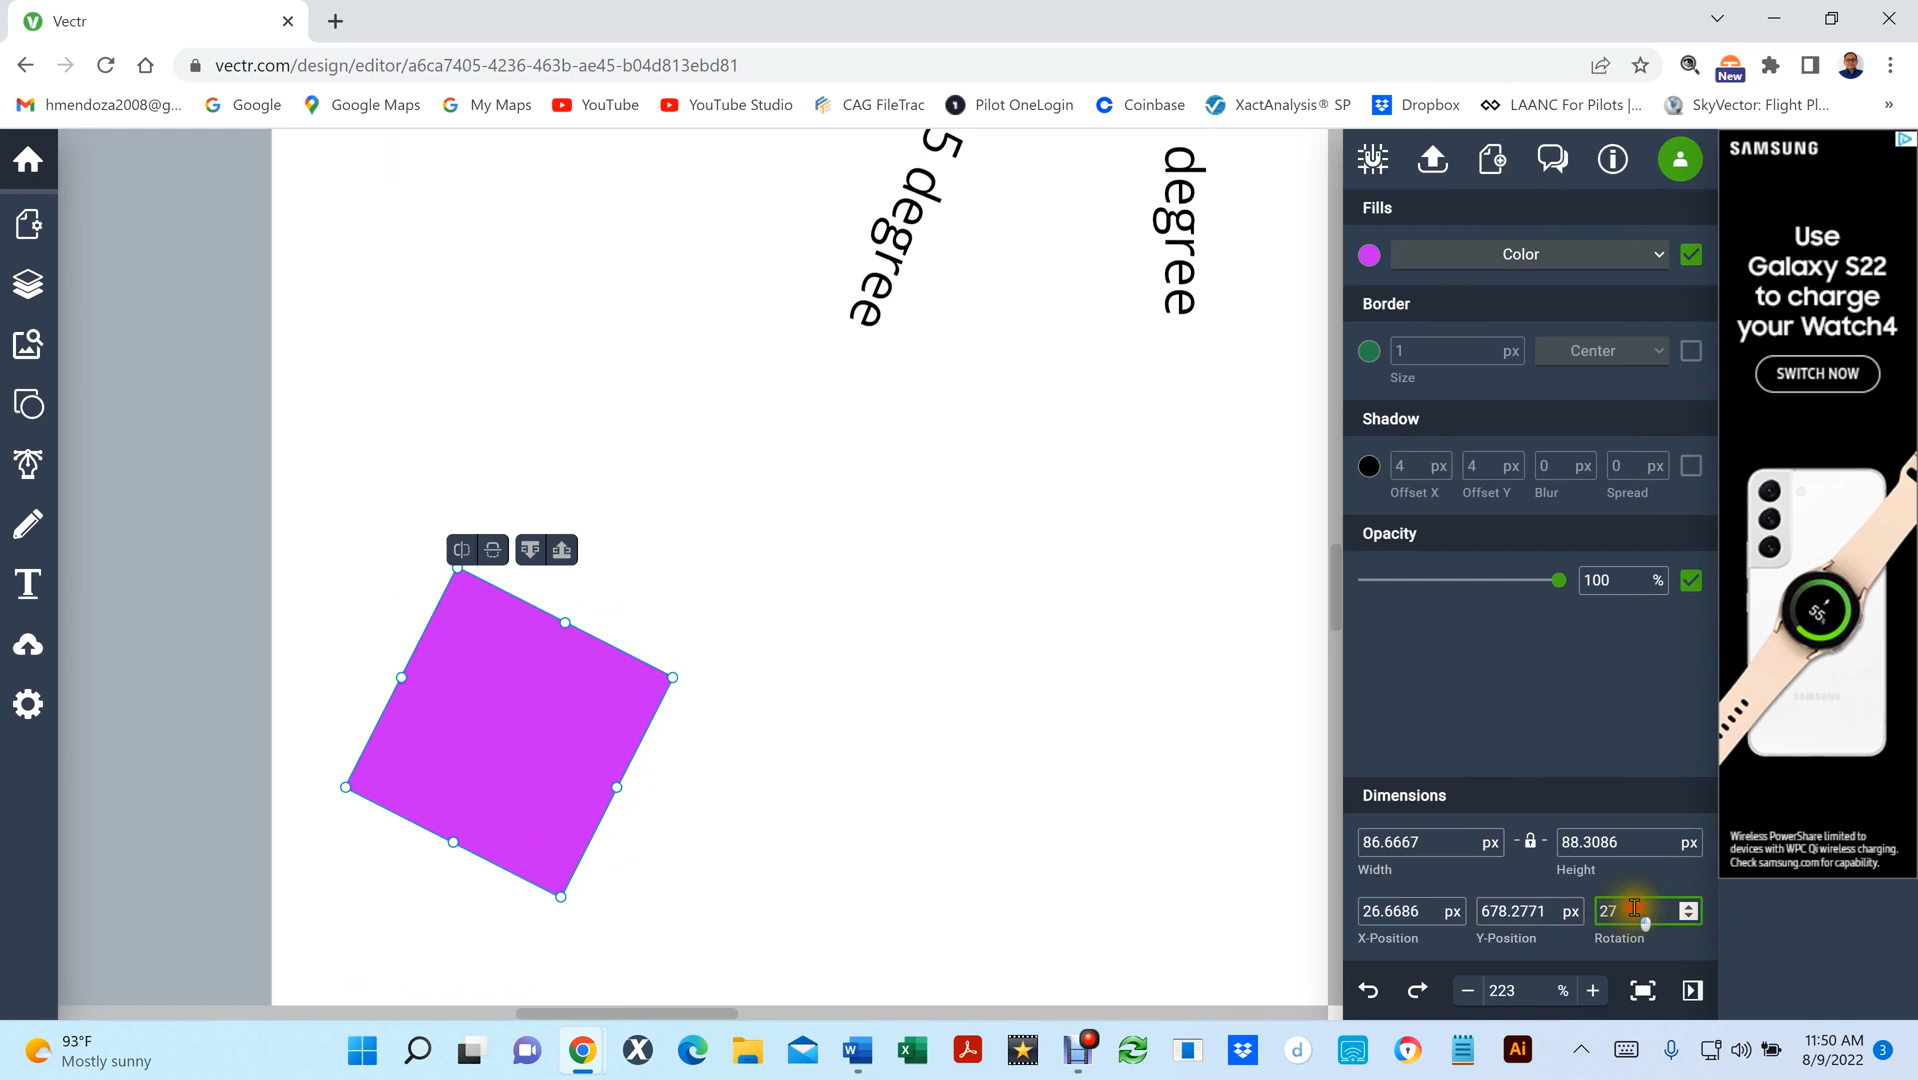 Vectr
vectr.com/design/editor/a6ca7405-4236-463b-ae45-b04d813ebd81
New
hmendoza2008@g...
Google
Google Maps
My Maps
YouTube
YouTube Studio
CAG FileTrac
Pilot OneLogin
Coinbase
XactAnalysis® SP
Dropbox
LAANC For Pilots |...
SkyVector: Flight Pl...
»
5 degree
degree
Fills
Color
Border
1 px
Center
Size
Shadow
4 px 4 px 0 px 0 px
Offset X Offset Y Blur Spread
Opacity
100 %
Dimensions
86.6667 px 88.3086 px
Width Height
26.6686 px 678.2771 px 27
X-Position Y-Position Rotation
223 %
SAMSUNG
Use
Galaxy S22
to charge
your Watch4
SWITCH NOW
55%
SAMSUNG
Wireless PowerShare limited to
devices with WPC Qi wireless charging.
Check samsung.com for capability.
93°F
Mostly sunny
Ai
11:50 AM
8/9/2022
3